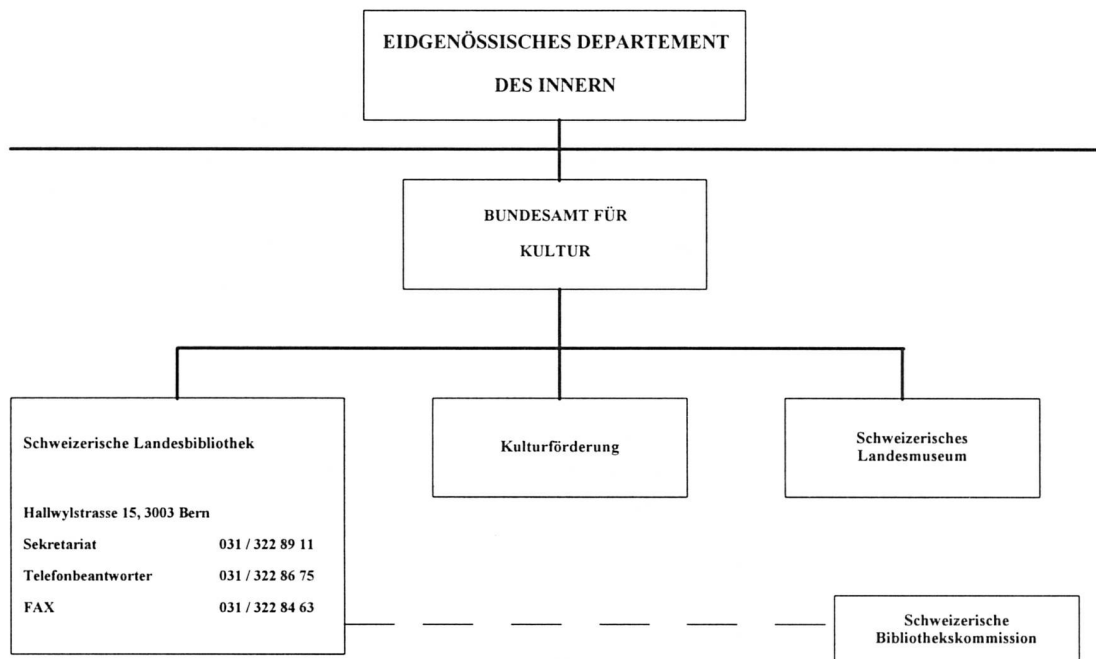 EIDGENÖSSISCHES DEPARTEMENT
DES INNERN
BUNDESAMT FÜR
KULTUR
Schweizerische Landesbibliothek
Hallwylstrasse 15, 3003 Bern
Sekretariat 031 / 322 89 11
Telefonbeantworter 031 / 322 86 75
FAX 031 / 322 84 63
Kulturförderung
Schweizerisches
Landesmuseum
Schweizerische
Bibliothekskommission